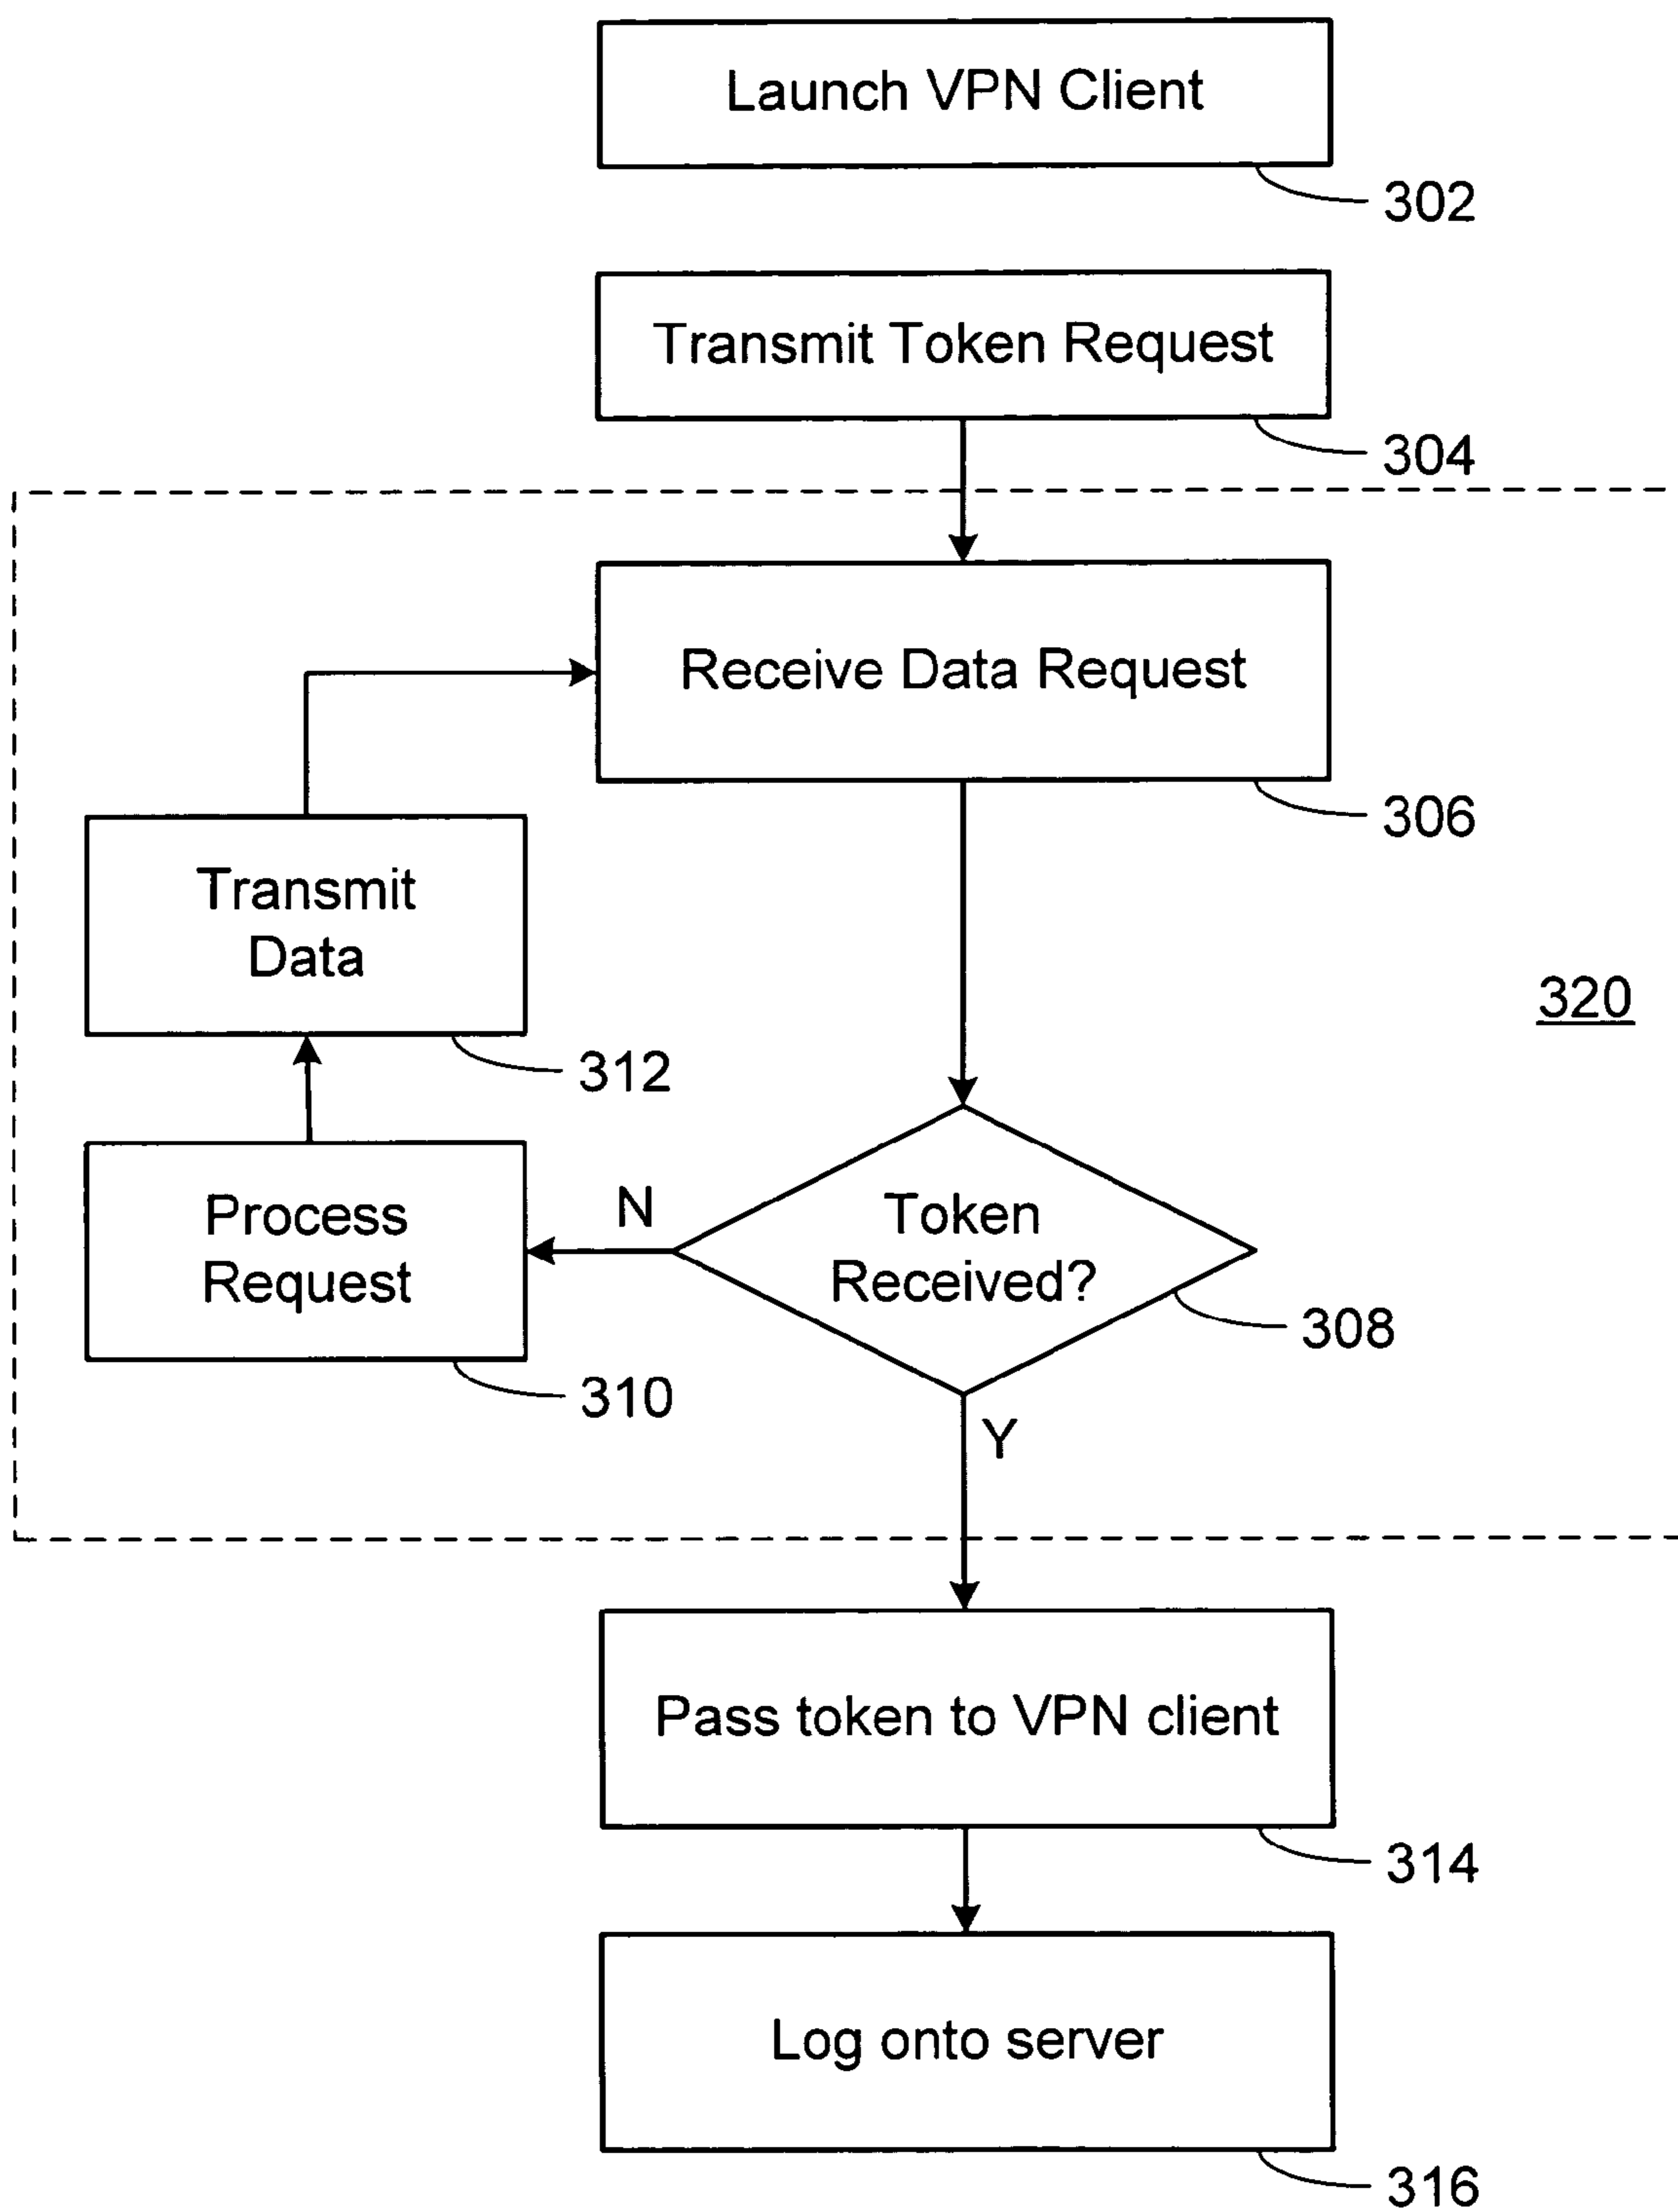 Launch VPN Client
302
Transmit Token Request
304
Receive Data Request
306
Transmit
Data
312
320
Process
Request
310
N
Token
Received?
308
Y
Pass token to VPN client
314
Log onto server
316